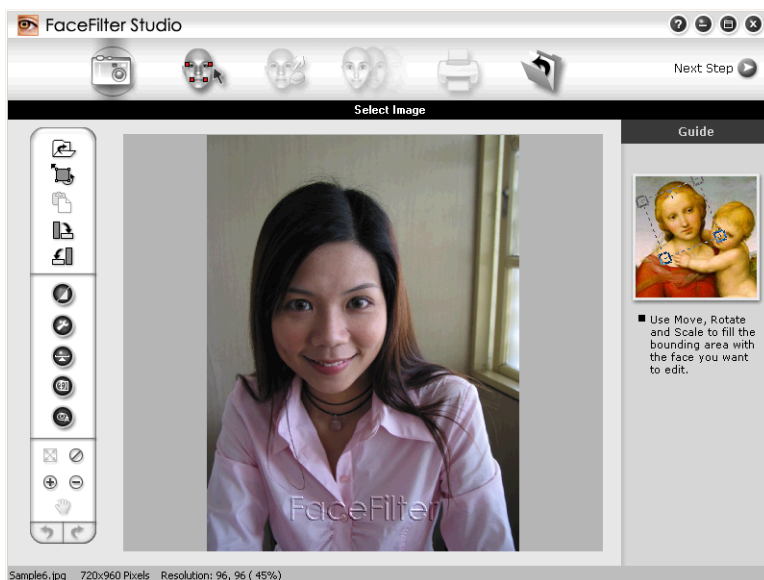 FaceFilter Studio
Next Step
Select Image
Guide
Use Move, Rotate
and Scale to fill the
bounding area with
the face you want
to edit.
FaceFilter
Sample6.jpg 720x960 Pixels Resolution: 96, 96 ( 45%)